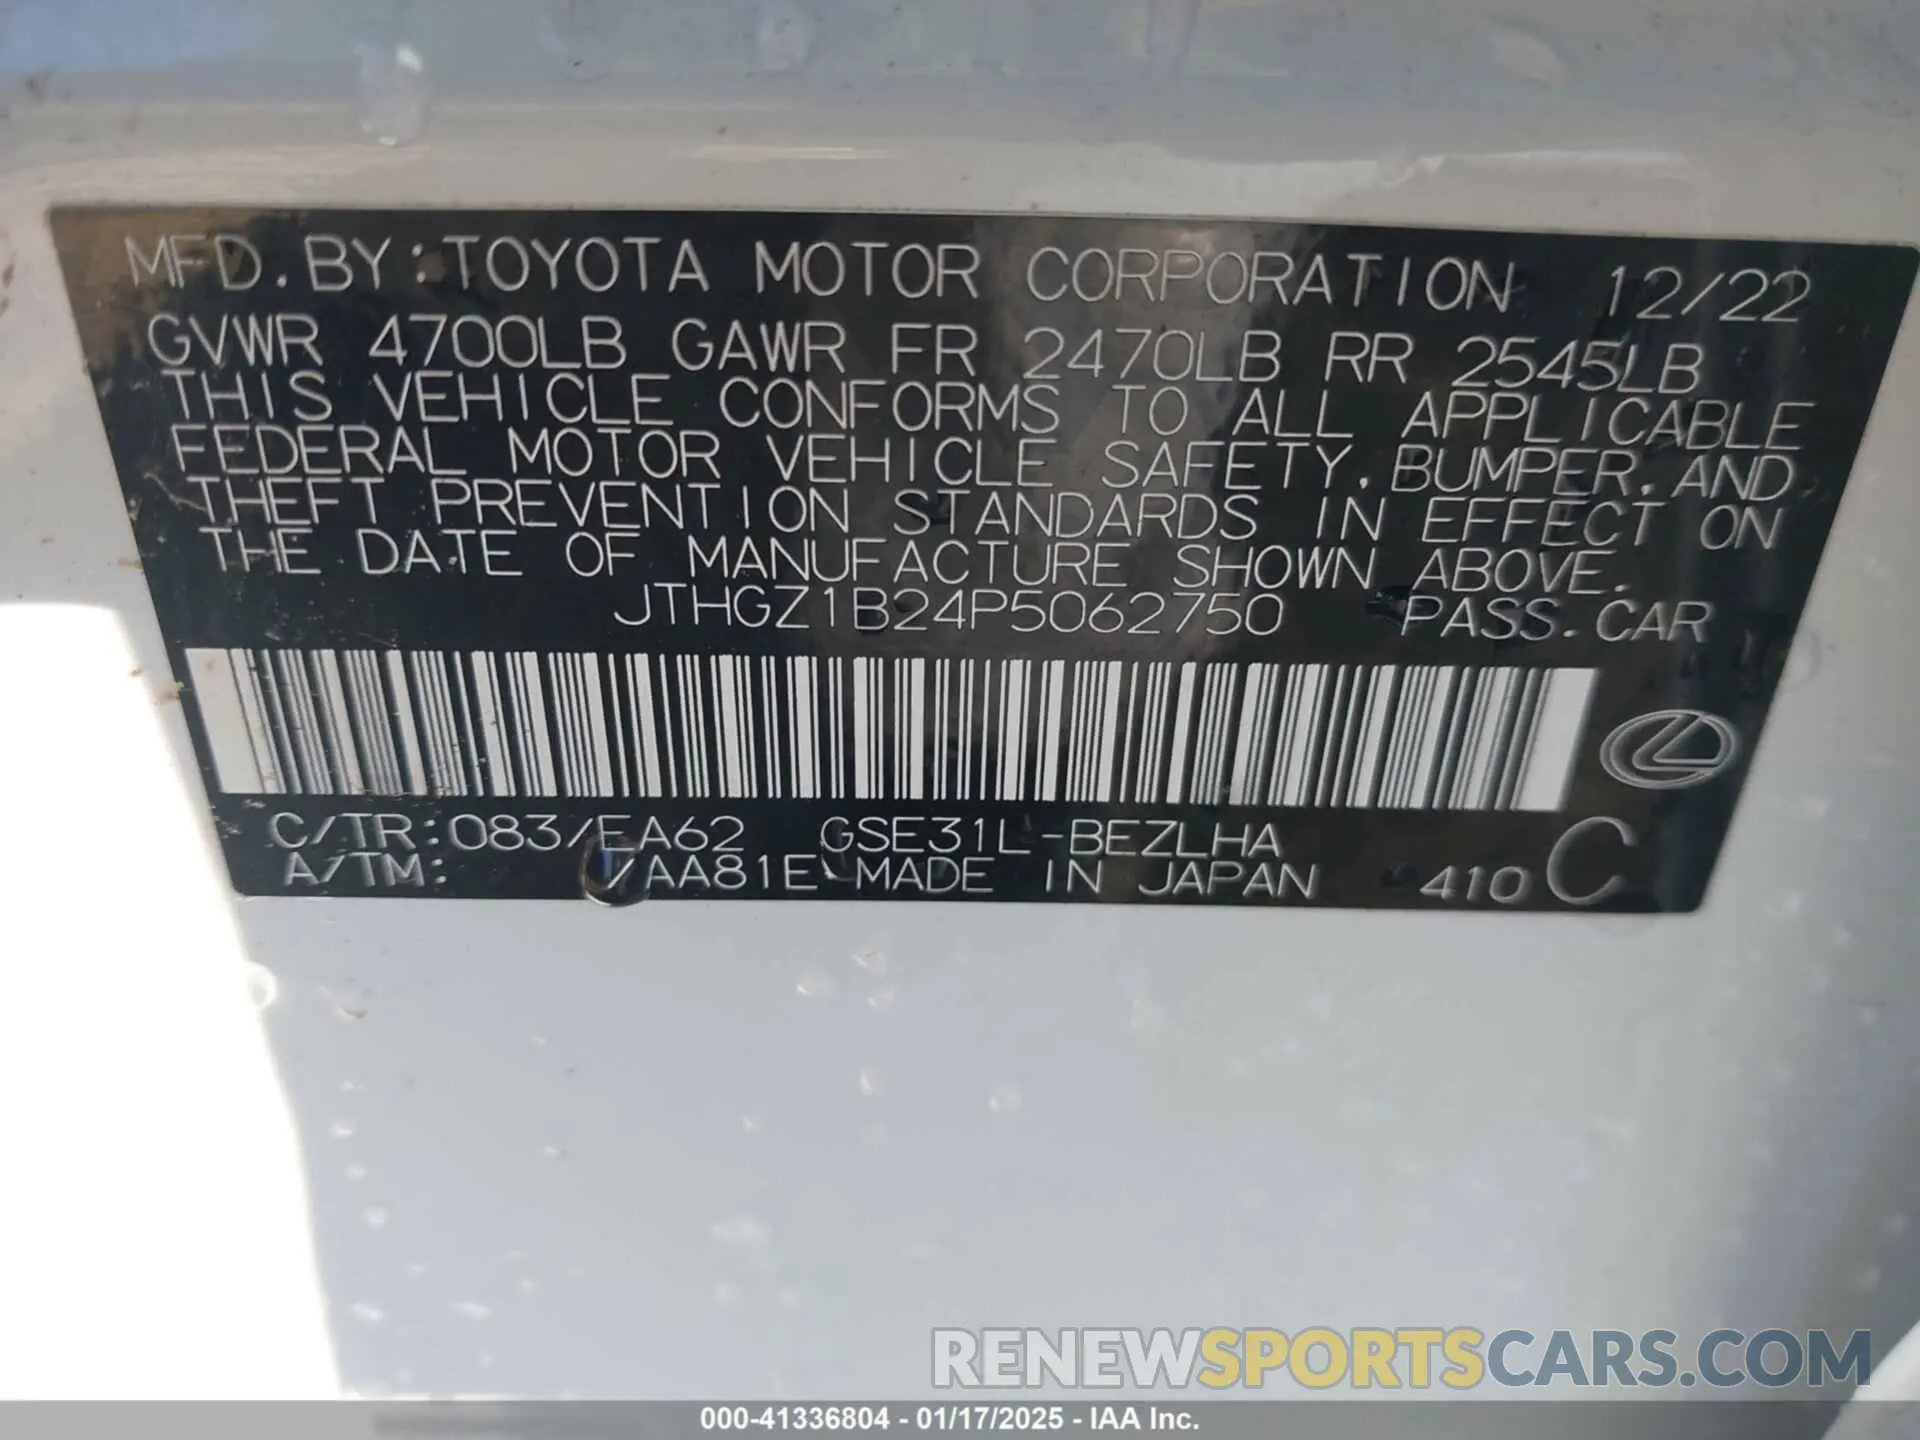 MFD. BY: TOYOTA MOTOR CORPORATION 12/22
GVWR 4700LB GAWR FR 2470LB RR 2545LB
THIS VEHICLE CONFORMS TO ALL APPLICABLE
FEDERAL MOTOR VEHICLE SAFETY, BUMPER, AND
THEFT PREVENTION STANDARDS IN EFFECT ON
THE DATE OF MANUFACTURE SHOWN ABOVE.
JTHGZ1B24P5062750 PASS. CAR
C/TR: 083/EA62 GSE31L-BEZLHA
A/TM: /AA81E MADE IN JAPAN 410 C
RENEWSPORTSCARS.COM
000-41336804 - 01/17/2025 - IAA Inc.